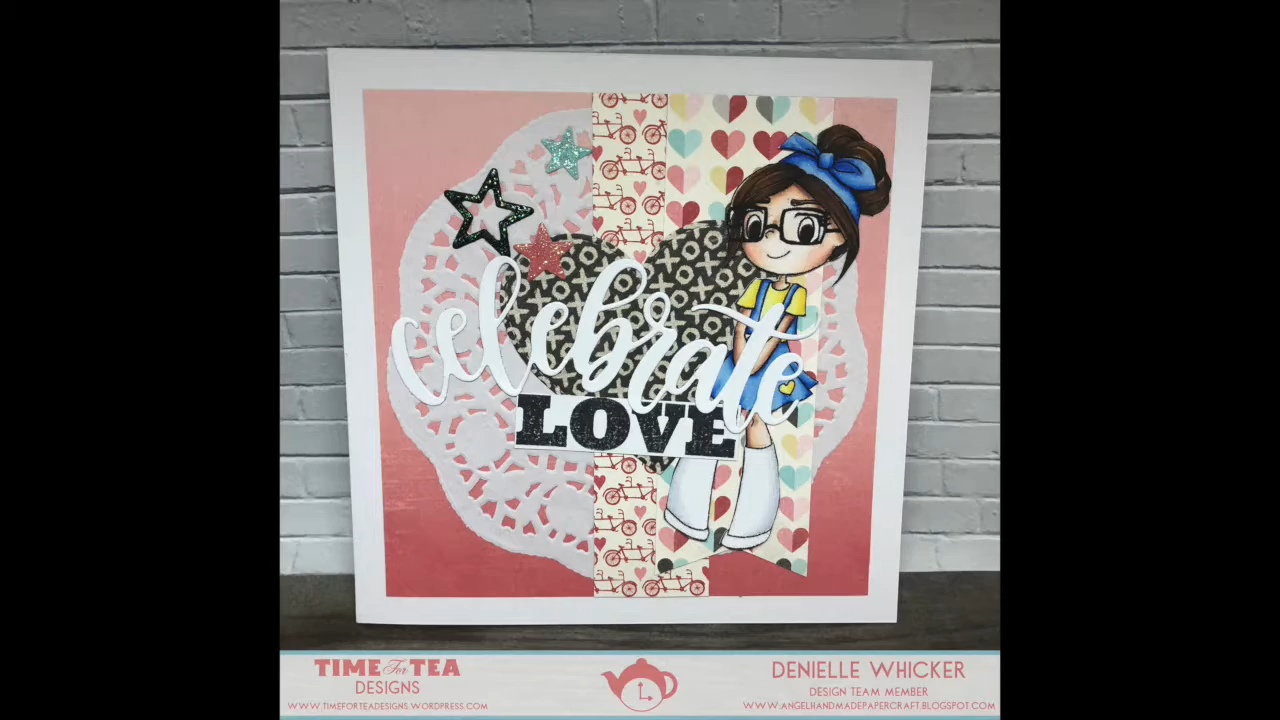 celebrate
LOVE
TIME For TEA
DESIGNS
WWW.TIMEFORTEADESIGNS.WORDPRESS.COM
DENIELLE WHICKER
DESIGN TEAM MEMBER
WWW.ANGELHANDMADEPAPERCRAFT.BLOGSPOT.COM